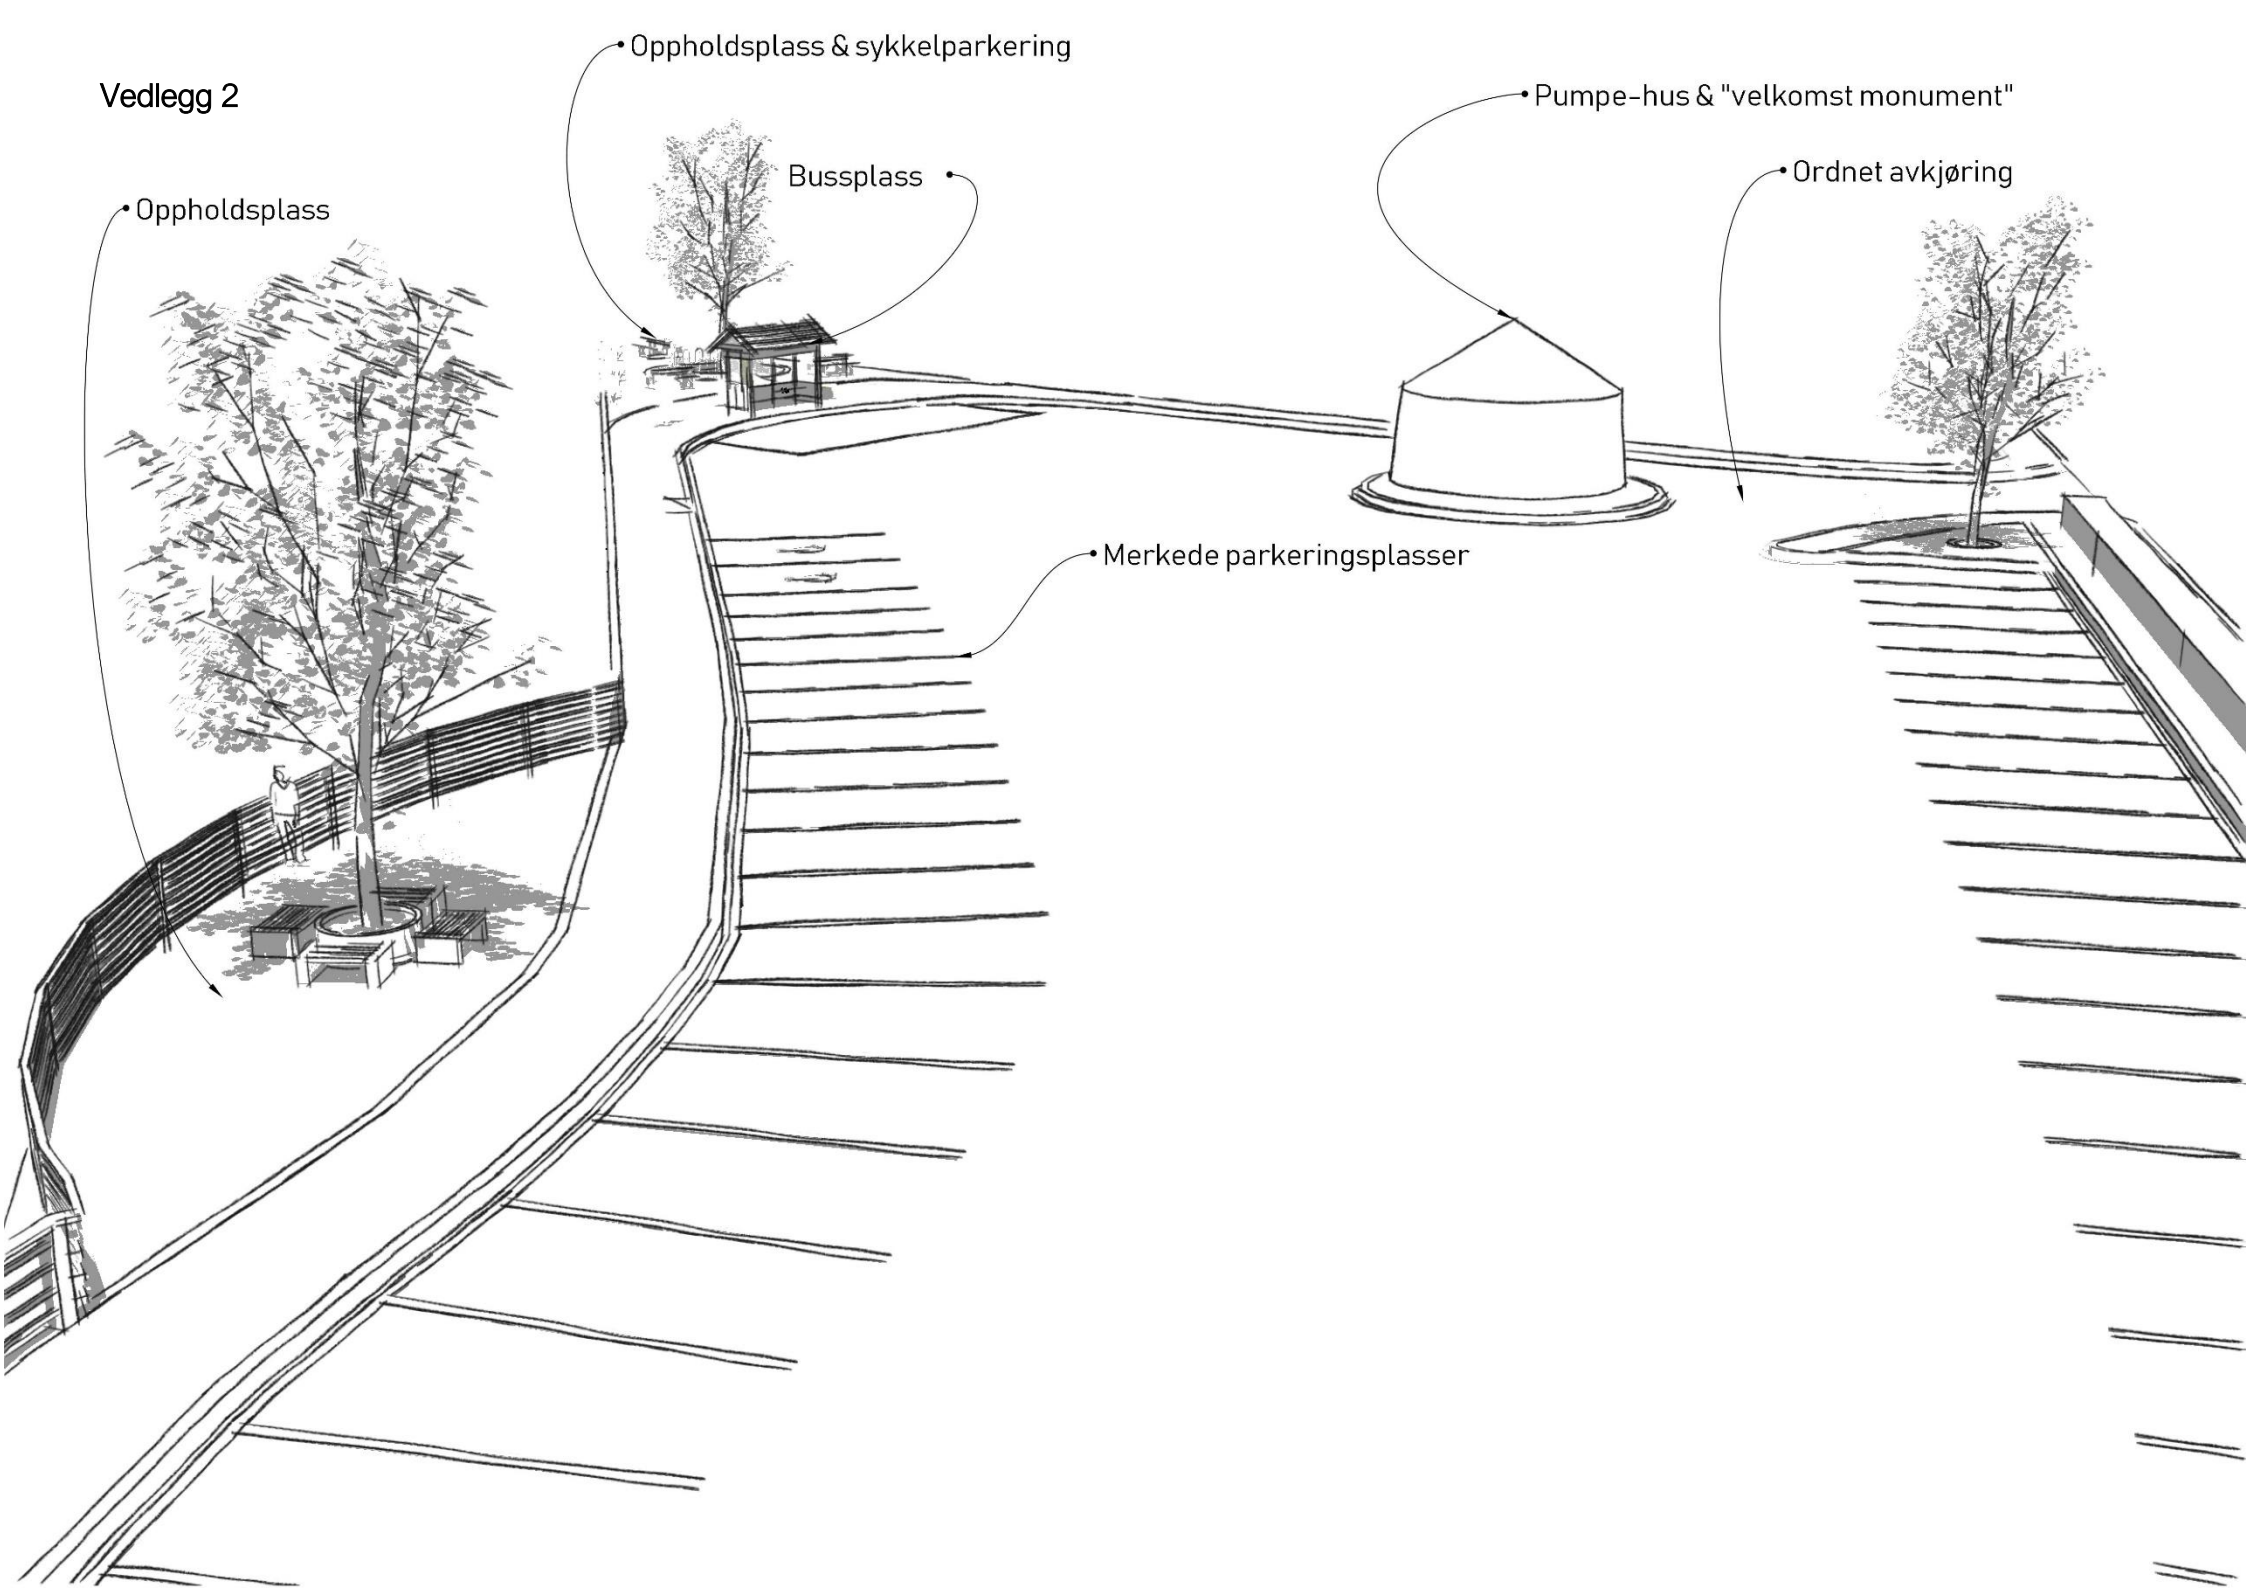 Oppholdsplass & sykkelparkering
Vedlegg 2
Pumpe-hus & "velkomst monument"
Bussplass
Ordnet avkjøring
Oppholdsplass
Merkede parkeringsplasser